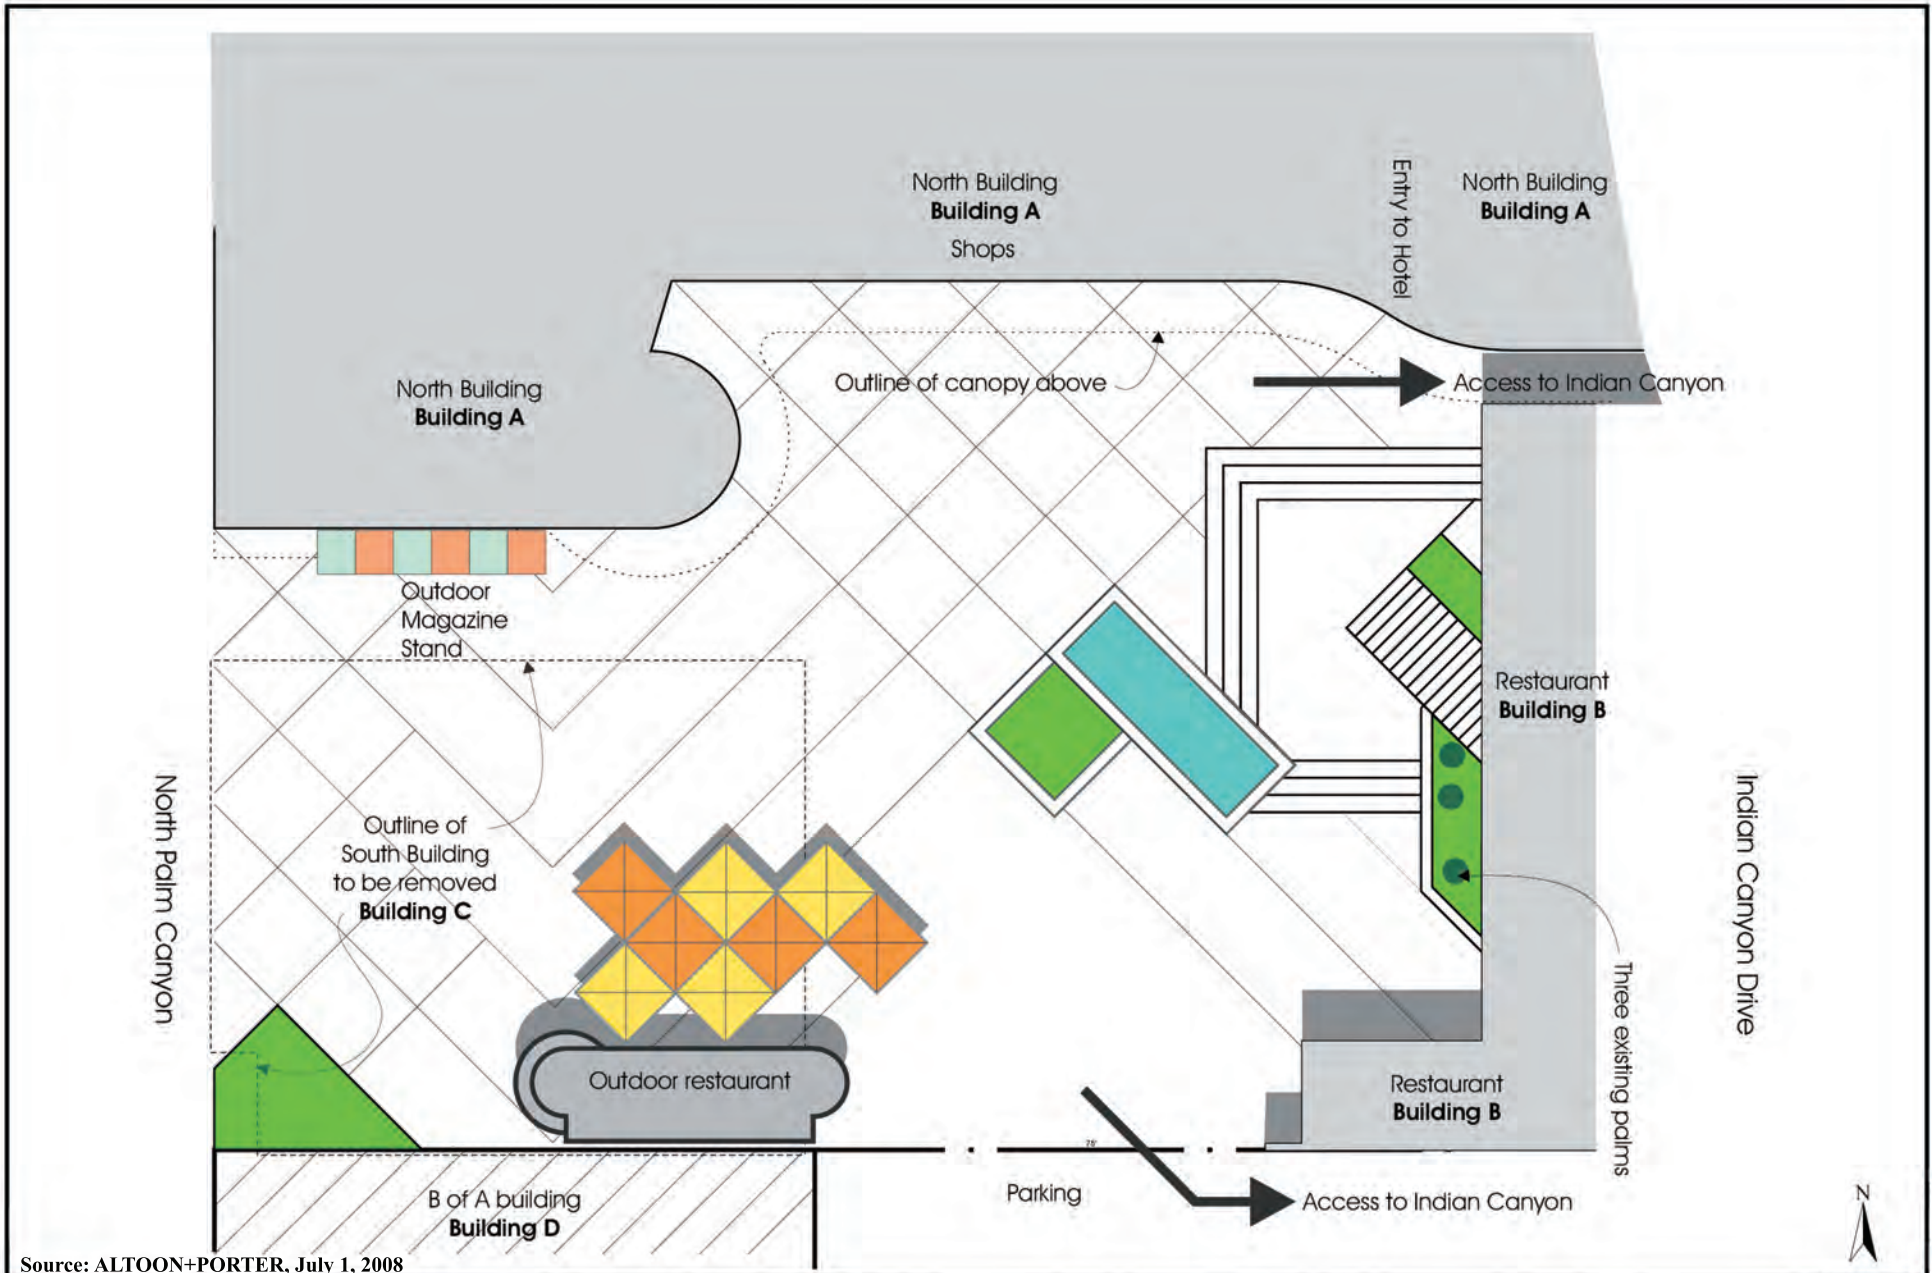 North Building
Building A
Shops
Entry to Hotel
North Building
Building A
North Building
Building A
Outline of canopy above
Access to Indian Canyon
Outdoor
Magazine
Stand
Restaurant
Building B
North Palm Canyon
Outline of
South Building
to be removed
Building C
Indian Canyon Drive
Three existing palms
Outdoor restaurant
Restaurant
Building B
75'
B of A building
Building D
Parking
Access to Indian Canyon
N
Source: ALTOON+PORTER, July 1, 2008